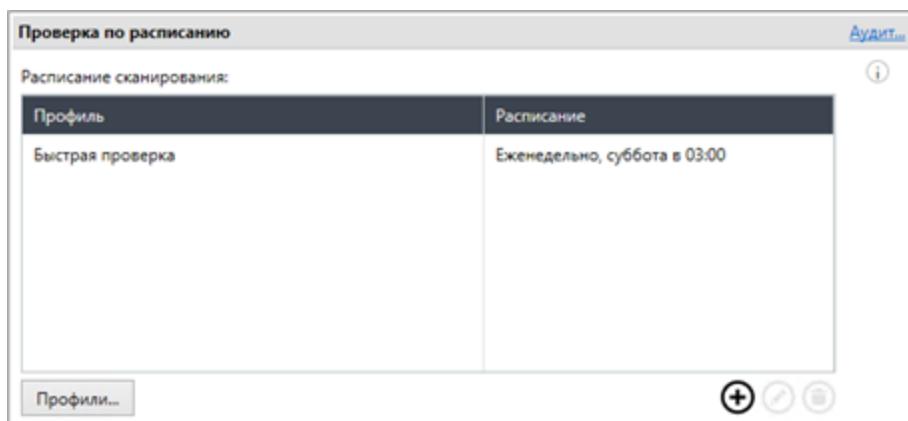 Проверка по расписанию
Аудит...
Расписание сканирования:
Профиль
Расписание
Быстрая проверка
Еженедельно, суббота в 03:00
Профили...